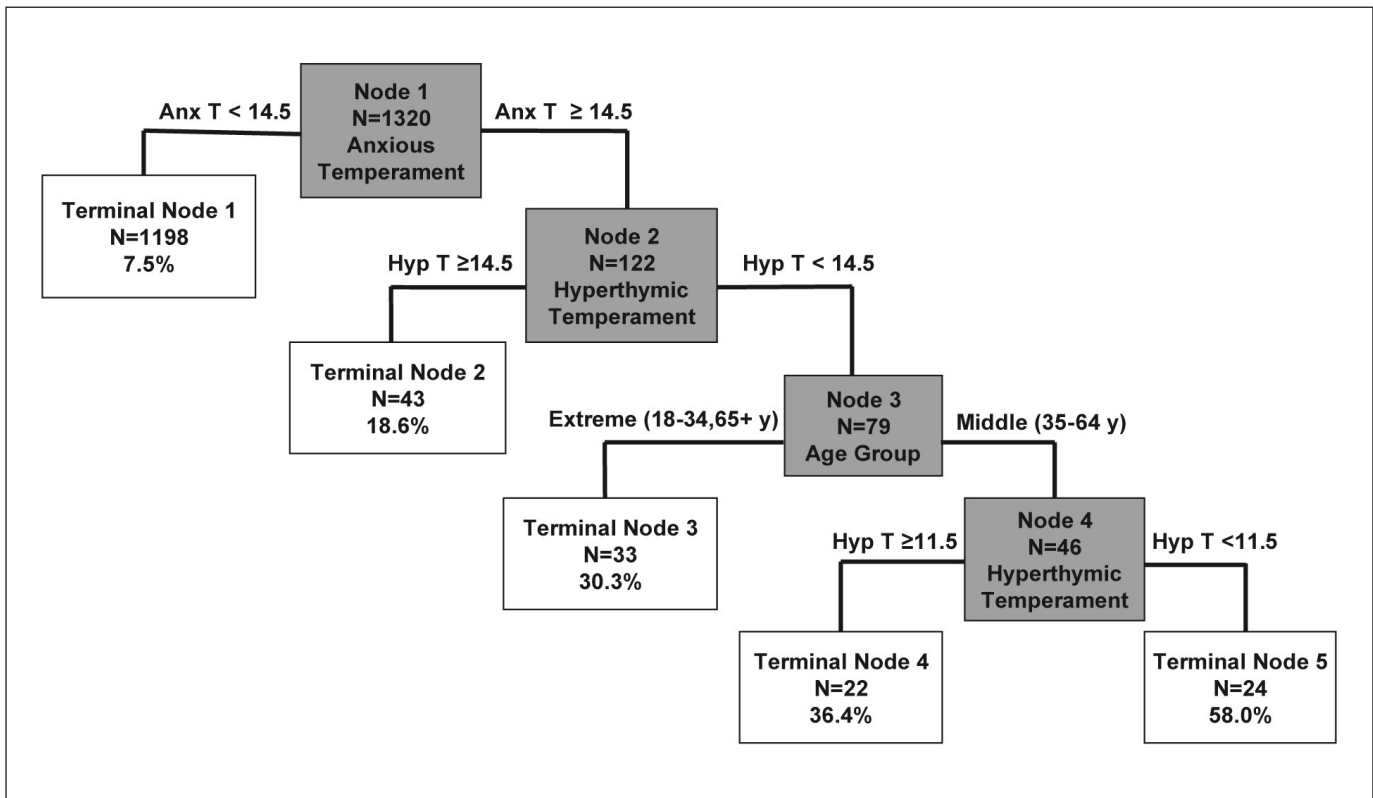 Node 1
N=1320
Anxious
Temperament
Anx T < 14.5
Anx T ≥ 14.5
Terminal Node 1
N=1198
7.5%
Node 2
N=122
Hyperthymic
Temperament
Hyp T ≥14.5
Hyp T < 14.5
Terminal Node 2
N=43
18.6%
Node 3
N=79
Age Group
Extreme (18-34,65+ y)
Middle (35-64 y)
Terminal Node 3
N=33
30.3%
Node 4
N=46
Hyperthymic
Temperament
Hyp T ≥11.5
Hyp T <11.5
Terminal Node 4
N=22
36.4%
Terminal Node 5
N=24
58.0%